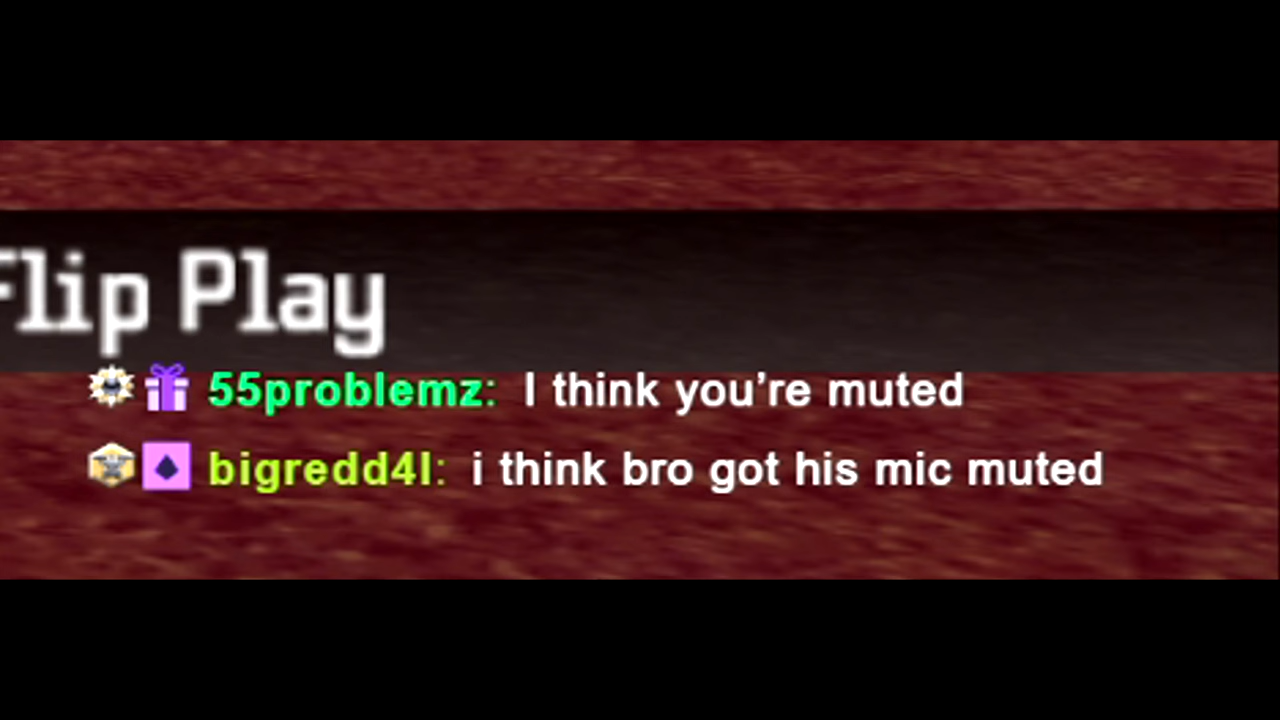 Flip Play
55problemz: I think you’re muted
bigredd4l: i think bro got his mic muted